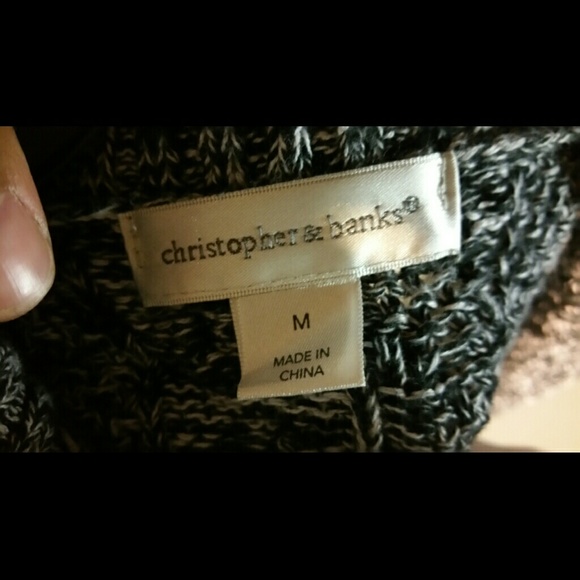 christopher & banks®
M
MADE IN
CHINA